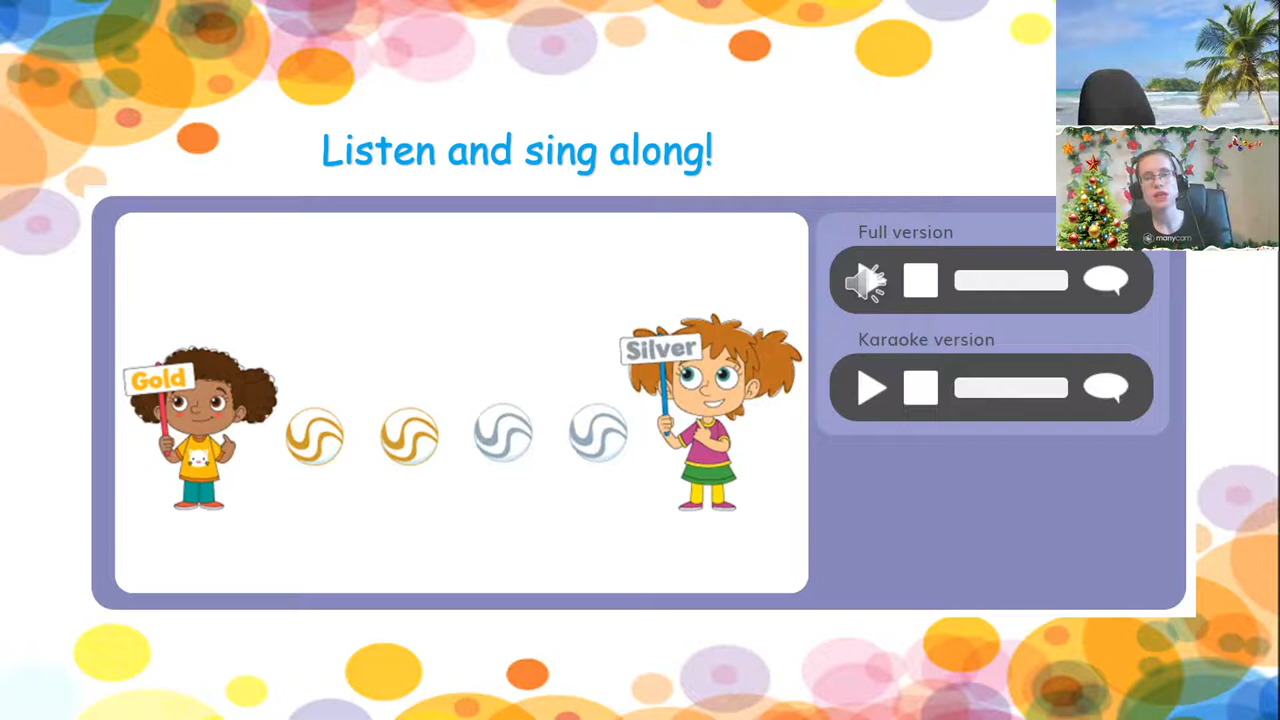 Listen and sing along!
Full version
Karaoke version
Gold
Silver
manycam